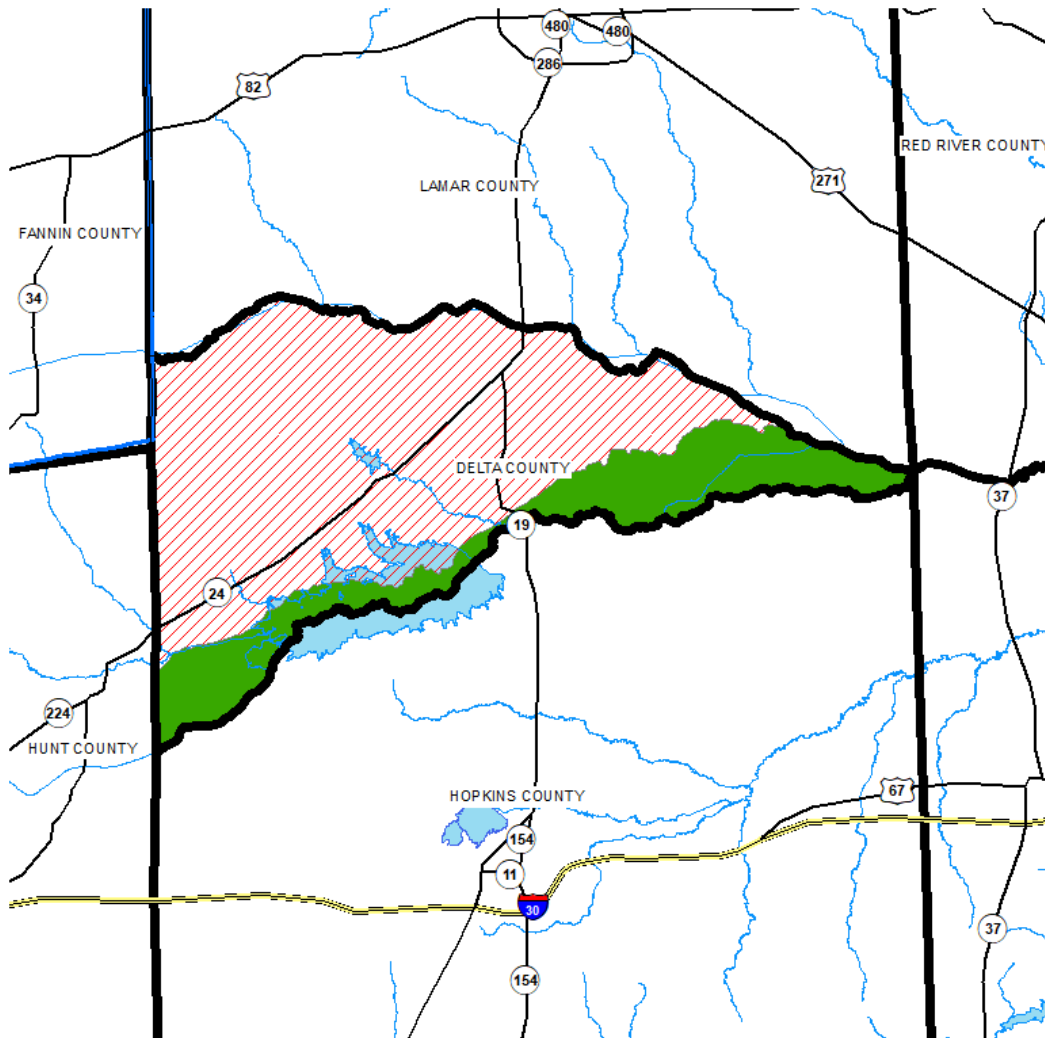 480
480
286
82
RED RIVER COUNTY
271
LAMAR COUNTY
FANNIN COUNTY
34
DELTA COUNTY
37
19
24
224
HUNT COUNTY
67
HOPKINS COUNTY
154
11
30
37
154